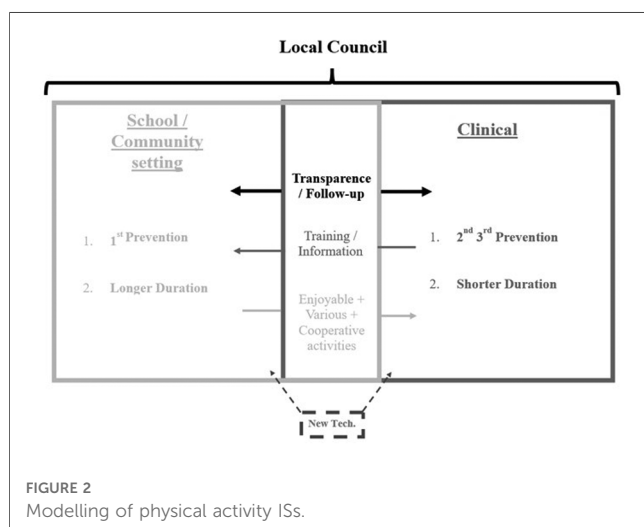 Local Council
School /
Community
setting
Clinical
Transparence
/ Follow-up
1. 1st Prevention
Training /
Information
1. 2nd 3rd Prevention
2. Longer Duration
2. Shorter Duration
Enjoyable +
Various +
Cooperative
activities
New Tech.
FIGURE 2
Modelling of physical activity ISs.